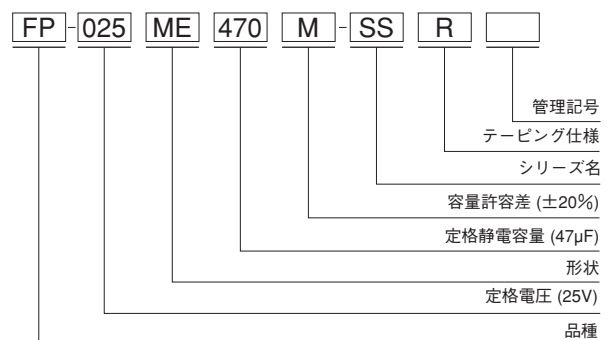 FP-025 ME 470 M-SS R
管理記号
テーピング仕様
シリーズ名
容量許容差 (±20%)
定格静電容量 (47µF)
形状
定格電圧 (25V)
品種